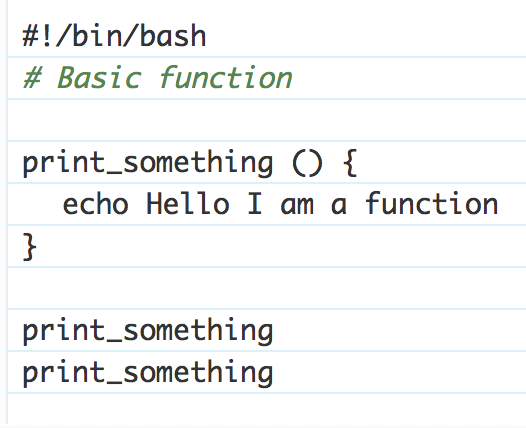 #!/bin/bash
# Basic function
print_something () {
echo Hello I am a function
}
print_something
print_something